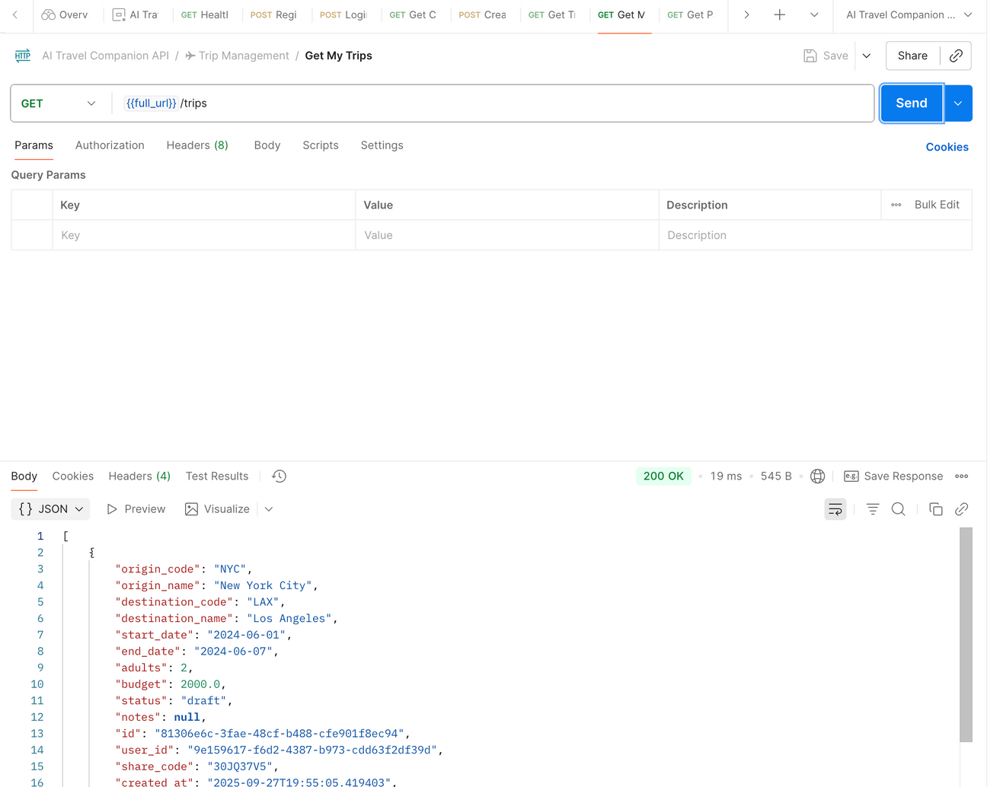 Overv AI Tra GET Healtl POST Regi POST Logi GET Get C POST Crea GET Get Ti GET Get M GET Get P AI Travel Companion ...
HTTP AI Travel Companion API / ✈ Trip Management / Get My Trips Save Share
GET {{full_url}} /trips Send
Params Authorization Headers (8) Body Scripts Settings Cookies
Query Params
Key Value Description Bulk Edit
Key Value Description
Body Cookies Headers (4) Test Results 200 OK • 19 ms • 545 B • e.g. Save Response
{} JSON Preview Visualize
1 [
2 {
3 "origin_code": "NYC",
4 "origin_name": "New York City",
5 "destination_code": "LAX",
6 "destination_name": "Los Angeles",
7 "start_date": "2024-06-01",
8 "end_date": "2024-06-07",
9 "adults": 2,
10 "budget": 2000.0,
11 "status": "draft",
12 "notes": null,
13 "id": "81306e6c-3fae-48cf-b488-cfe901f8ec94",
14 "user_id": "9e159617-f6d2-4387-b973-cdd63f2df39d",
15 "share_code": "30JQ37V5",
16 "created_at": "2025-09-27T19:55:05.419403",